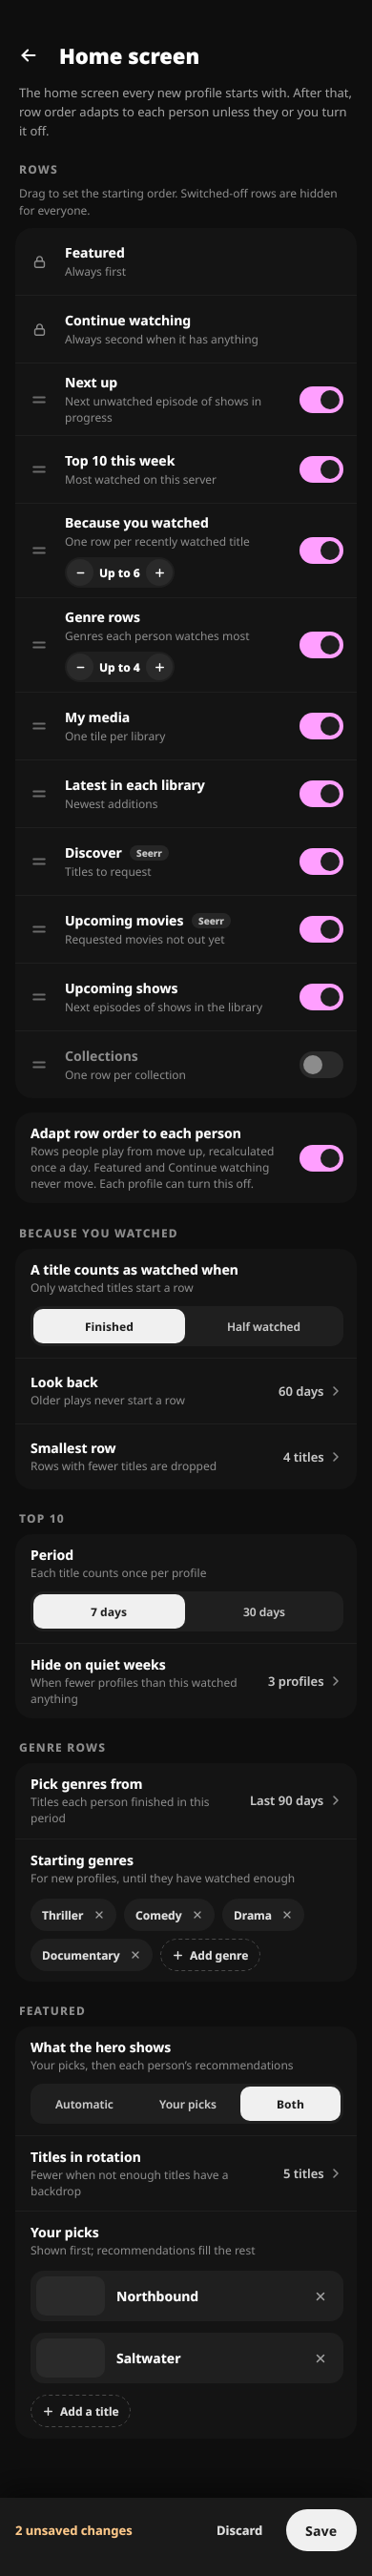 Home screen
The home screen every new profile starts with. After that,
row order adapts to each person unless they or you turn
it off.
ROWS
Drag to set the starting order. Switched-off rows are hidden
for everyone.
Featured
Always first
Continue watching
Always second when it has anything
Next up
Next unwatched episode of shows in
progress
Top 10 this week
Most watched on this server
Because you watched
One row per recently watched title
− Up to 6 +
Genre rows
Genres each person watches most
− Up to 4 +
My media
One tile per library
Latest in each library
Newest additions
Discover Seerr
Titles to request
Upcoming movies Seerr
Requested movies not out yet
Upcoming shows
Next episodes of shows in the library
Collections
One row per collection
Adapt row order to each person
Rows people play from move up, recalculated
once a day. Featured and Continue watching
never move. Each profile can turn this off.
BECAUSE YOU WATCHED
A title counts as watched when
Only watched titles start a row
Finished Half watched
Look back
Older plays never start a row
60 days
Smallest row
Rows with fewer titles are dropped
4 titles
TOP 10
Period
Each title counts once per profile
7 days 30 days
Hide on quiet weeks
When fewer profiles than this watched
anything
3 profiles
GENRE ROWS
Pick genres from
Titles each person finished in this
period
Last 90 days
Starting genres
For new profiles, until they have watched enough
Thriller × Comedy × Drama ×
Documentary × + Add genre
FEATURED
What the hero shows
Your picks, then each person’s recommendations
Automatic Your picks Both
Titles in rotation
Fewer when not enough titles have a
backdrop
5 titles
Your picks
Shown first; recommendations fill the rest
Northbound ×
Saltwater ×
+ Add a title
2 unsaved changes Discard Save